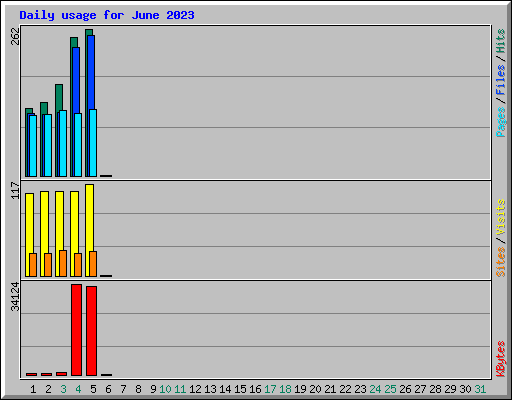 Daily usage for June 2023
262
117
34124
Pages/Files/Hits
Sites/Visits
KBytes
1 2 3 4 5 6 7 8 9 10 11 12 13 14 15 16 17 18 19 20 21 22 23 24 25 26 27 28 29 30 31